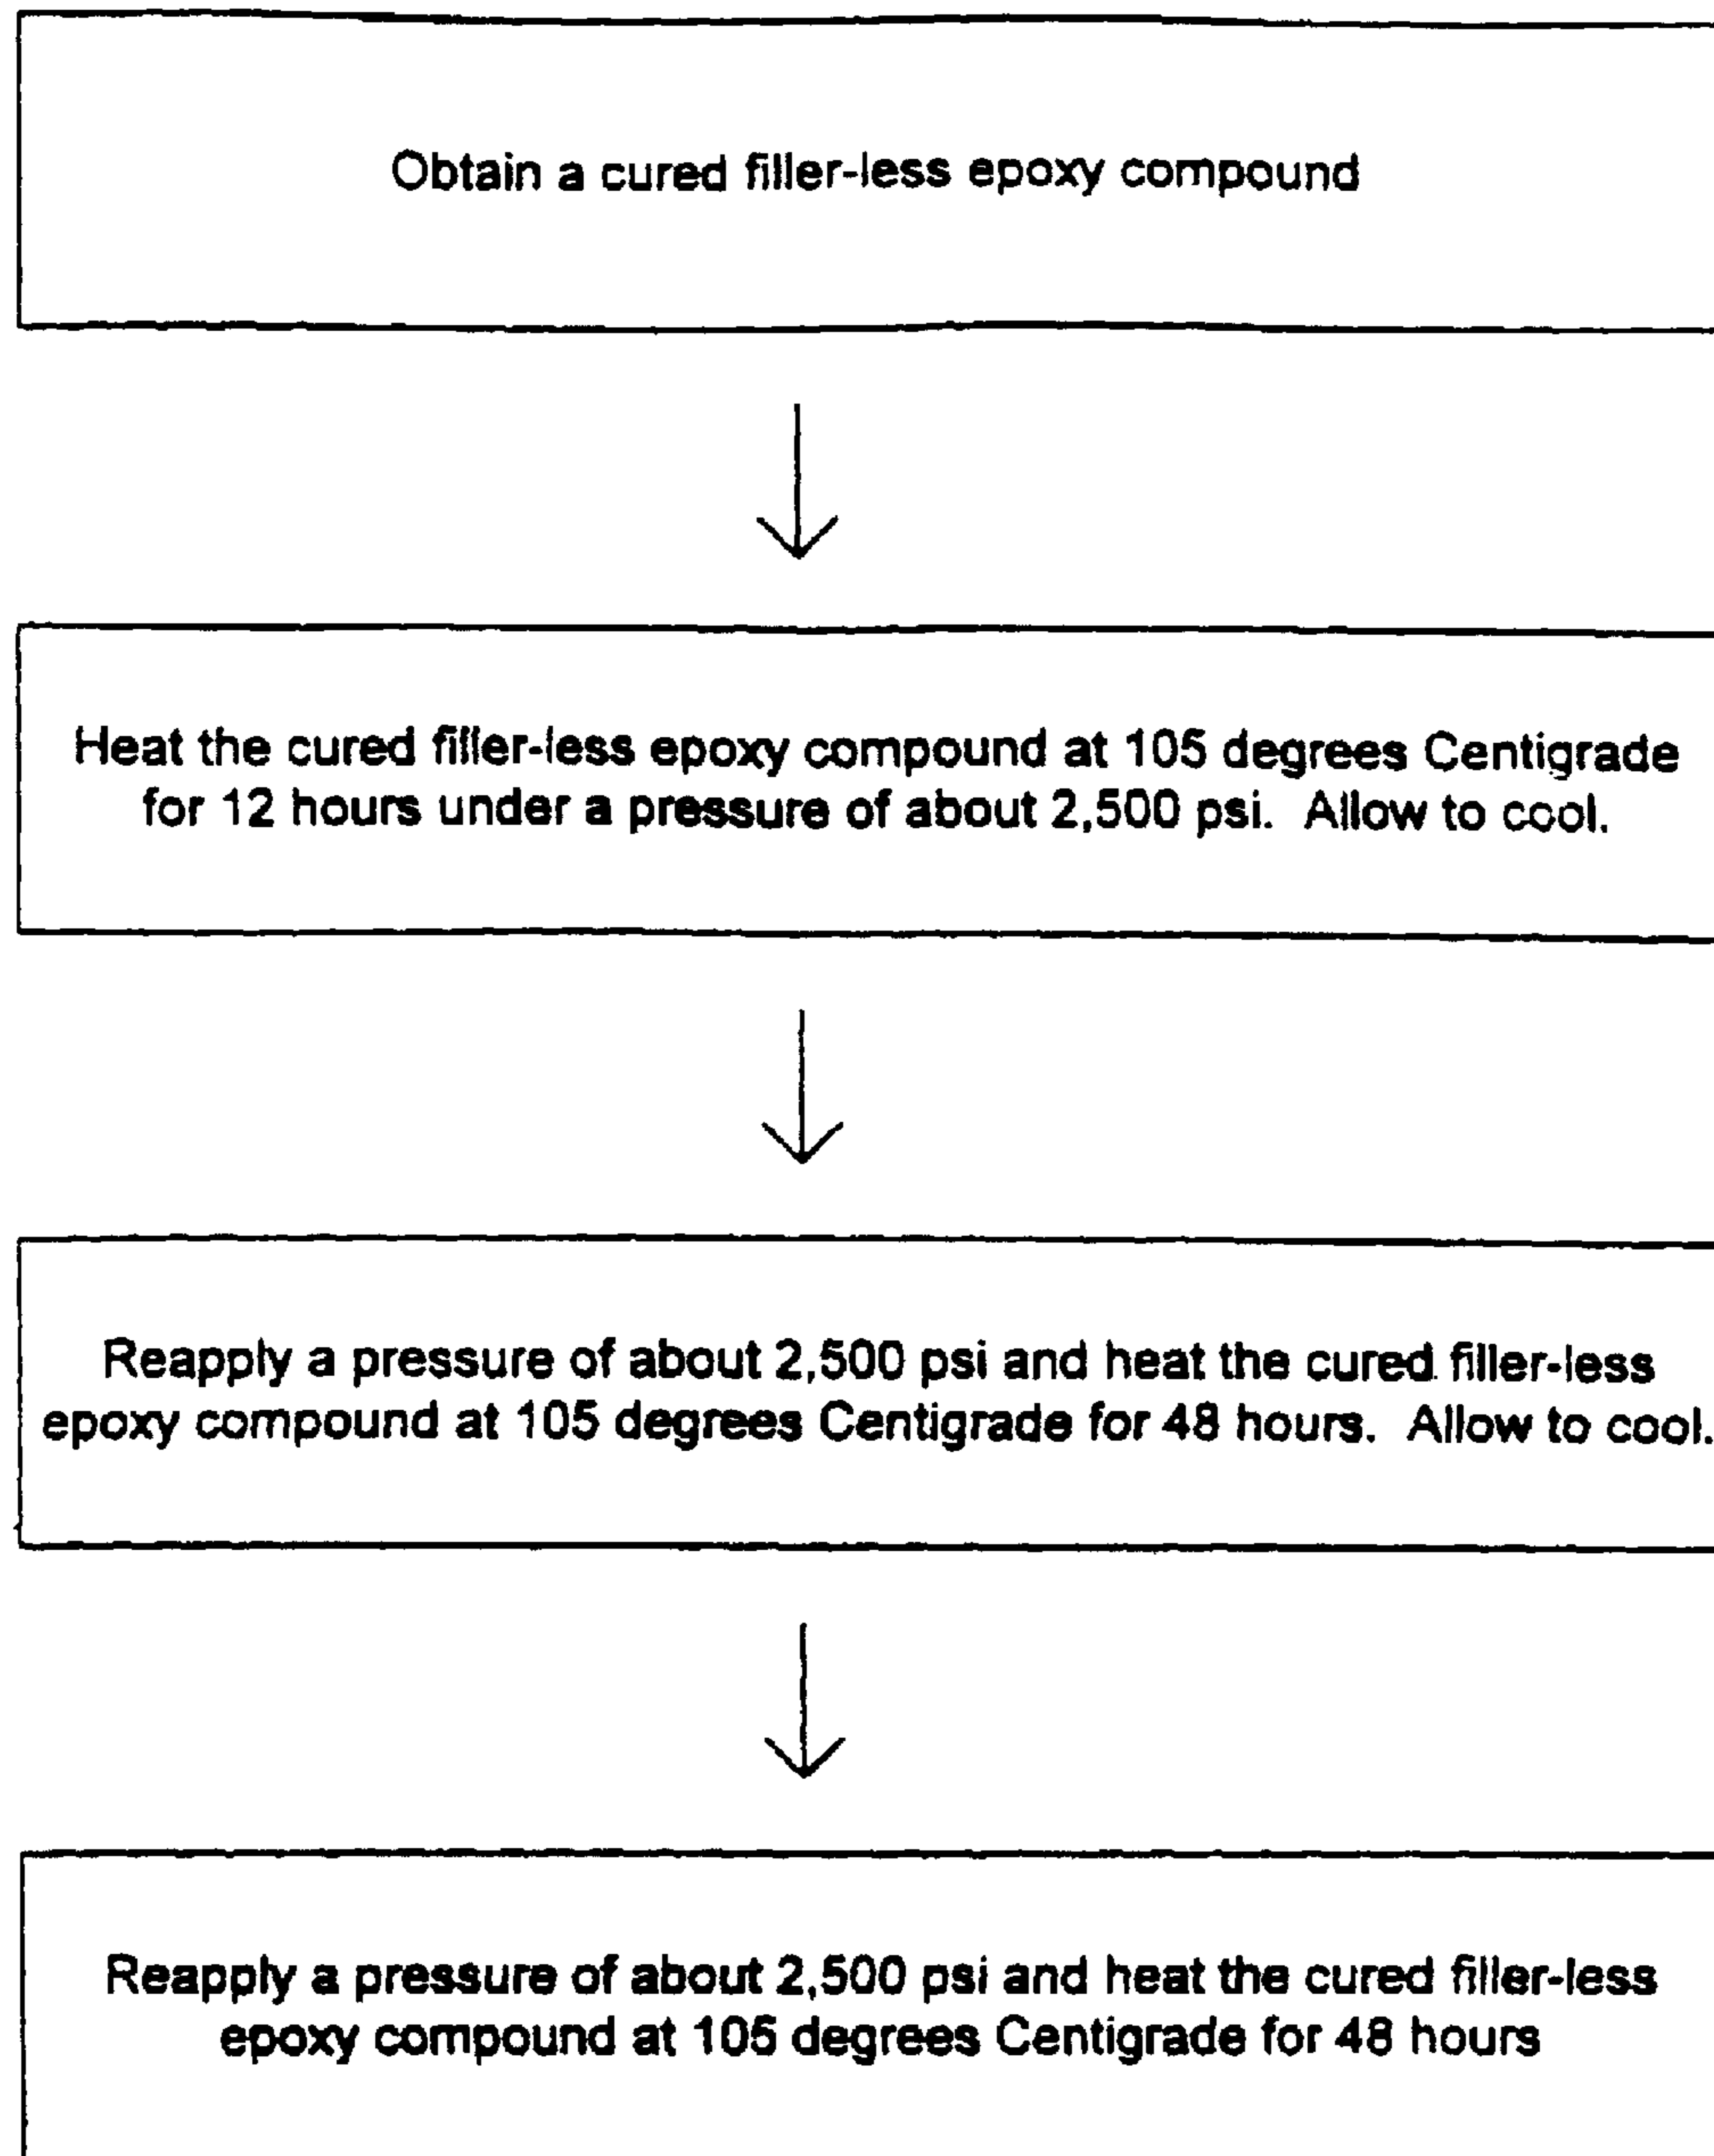 Obtain a cured filler-less epoxy compound
Heat the cured filler-less epoxy compound at 105 degrees Centigrade
for 12 hours under a pressure of about 2,500 psi. Allow to cool.
Reapply a pressure of about 2,500 psi and heat the cured filler-less
epoxy compound at 105 degrees Centigrade for 48 hours. Allow to cool.
Reapply a pressure of about 2,500 psi and heat the cured filler-less
epoxy compound at 105 degrees Centigrade for 48 hours